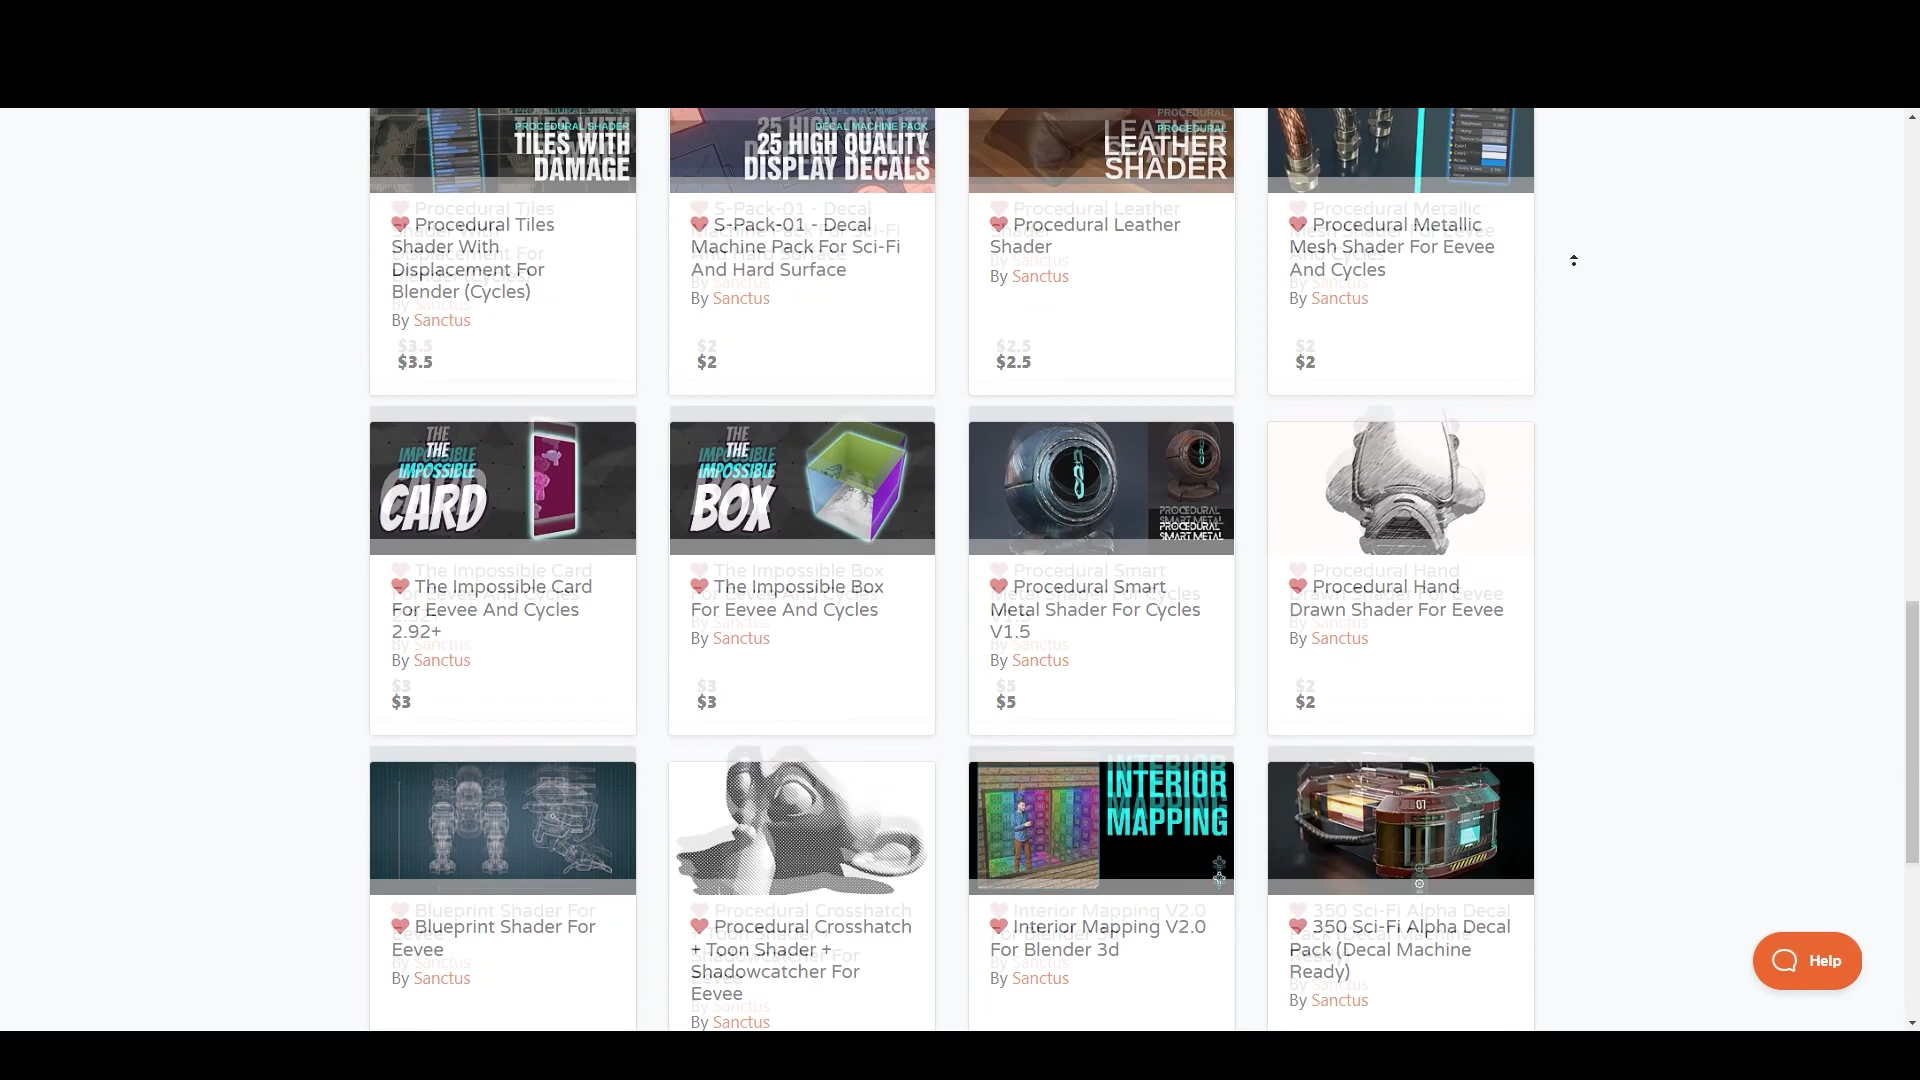 PROCEDURAL SHADER
TILES WITH
DAMAGE
DECAL MACHINE PACK
25 HIGH QUALITY
DISPLAY DECALS
PROCEDURAL
LEATHER
SHADER
Procedural Tiles
Shader With
Displacement For
Blender (Cycles)
By Sanctus
$3.5
S-Pack-01 - Decal
Machine Pack For Sci-Fi
And Hard Surface
By Sanctus
$2
Procedural Leather
Shader
By Sanctus
$2.5
Procedural Metallic
Mesh Shader For Eevee
And Cycles
By Sanctus
$2
THE
IMPOSSIBLE
CARD
THE
IMPOSSIBLE
BOX
PROCEDURAL
SMART METAL
The Impossible Card
For Eevee And Cycles
2.92+
By Sanctus
$3
The Impossible Box
For Eevee And Cycles
By Sanctus
$3
Procedural Smart
Metal Shader For Cycles
V1.5
By Sanctus
$5
Procedural Hand
Drawn Shader For Eevee
By Sanctus
$2
INTERIOR
MAPPING
07
Blueprint Shader For
Eevee
By Sanctus
Procedural Crosshatch
+ Toon Shader +
Shadowcatcher For
Eevee
By Sanctus
Interior Mapping V2.0
For Blender 3d
By Sanctus
350 Sci-Fi Alpha Decal
Pack (Decal Machine
Ready)
By Sanctus
Help